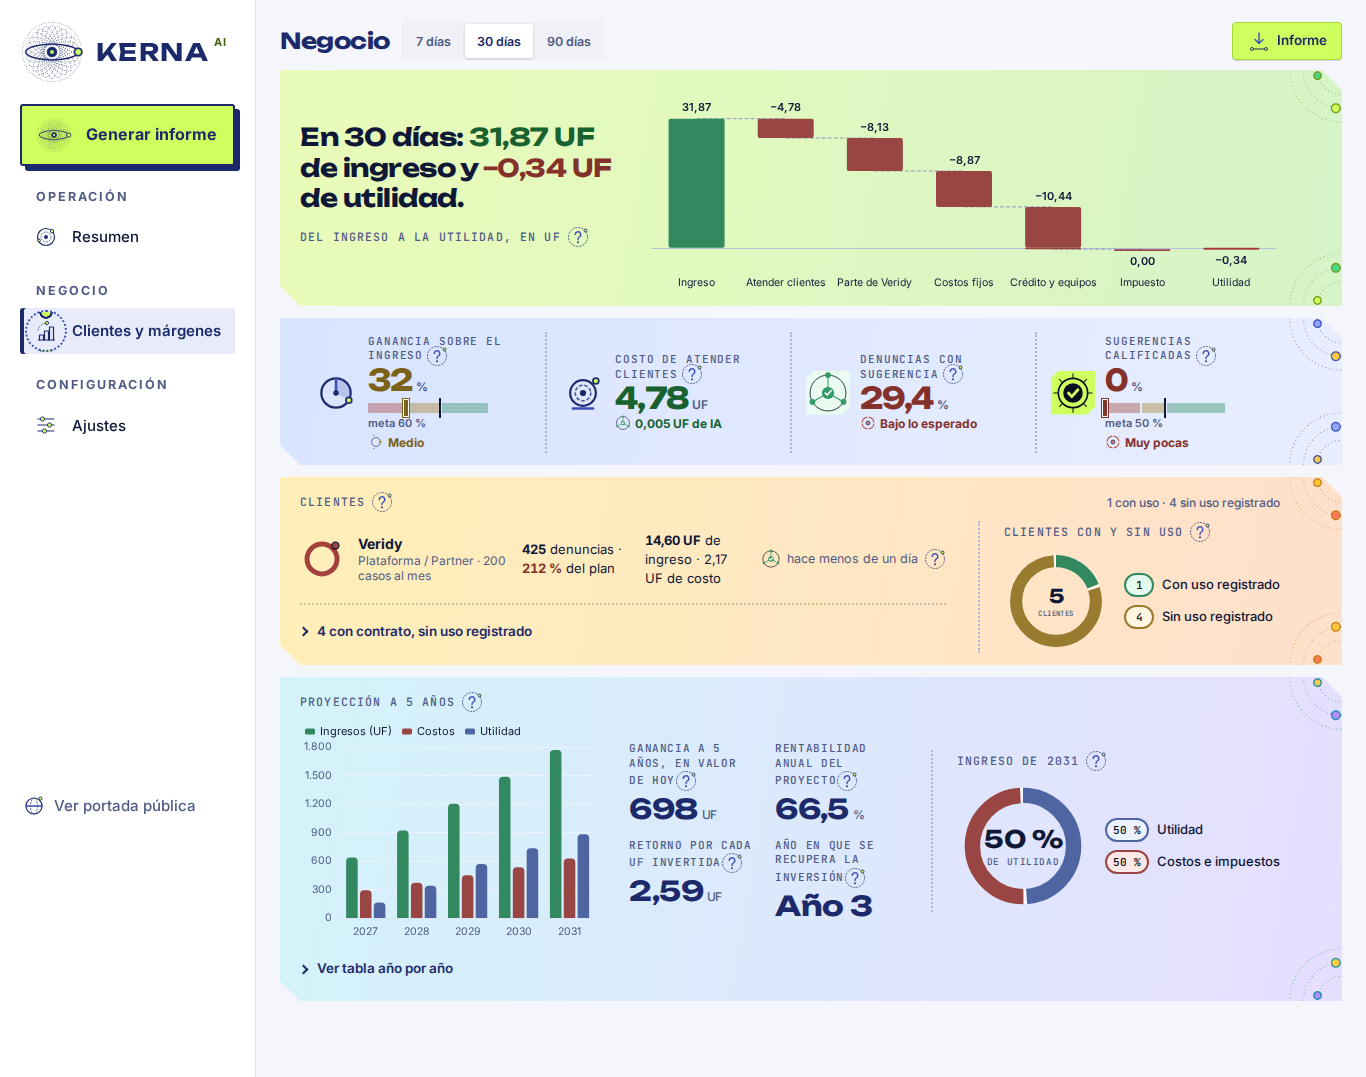 KERNA AI
Generar informe
OPERACIÓN
Resumen
NEGOCIO
Clientes y márgenes
CONFIGURACIÓN
Ajustes
Ver portada pública
Negocio
7 días
30 días
90 días
Informe
En 30 días: 31,87 UF
de ingreso y −0,34 UF
de utilidad.
DEL INGRESO A LA UTILIDAD, EN UF ?
31,87
−4,78
−8,13
−8,87
−10,44
0,00
−0,34
Ingreso
Atender clientes
Parte de Veridy
Costos fijos
Crédito y equipos
Impuesto
Utilidad
GANANCIA SOBRE EL
INGRESO ?
32 %
meta 60 %
Medio
COSTO DE ATENDER
CLIENTES ?
4,78 UF
0,005 UF de IA
DENUNCIAS CON
SUGERENCIA ?
29,4 %
Bajo lo esperado
SUGERENCIAS
CALIFICADAS ?
0 %
meta 50 %
Muy pocas
CLIENTES ?
1 con uso · 4 sin uso registrado
Veridy
Plataforma / Partner · 200
casos al mes
425 denuncias ·
212 % del plan
14,60 UF de
ingreso · 2,17
UF de costo
hace menos de un día ?
4 con contrato, sin uso registrado
CLIENTES CON Y SIN USO ?
5
CLIENTES
1 Con uso registrado
4 Sin uso registrado
PROYECCIÓN A 5 AÑOS ?
Ingresos (UF)
Costos
Utilidad
1.800
1.500
1.200
900
600
300
0
2027
2028
2029
2030
2031
Ver tabla año por año
GANANCIA A 5
AÑOS, EN VALOR
DE HOY ?
698 UF
RENTABILIDAD
ANUAL DEL
PROYECTO ?
66,5 %
RETORNO POR CADA
UF INVERTIDA ?
2,59 UF
AÑO EN QUE SE
RECUPERA LA
INVERSIÓN ?
Año 3
INGRESO DE 2031 ?
50 %
DE UTILIDAD
50 % Utilidad
50 % Costos e impuestos